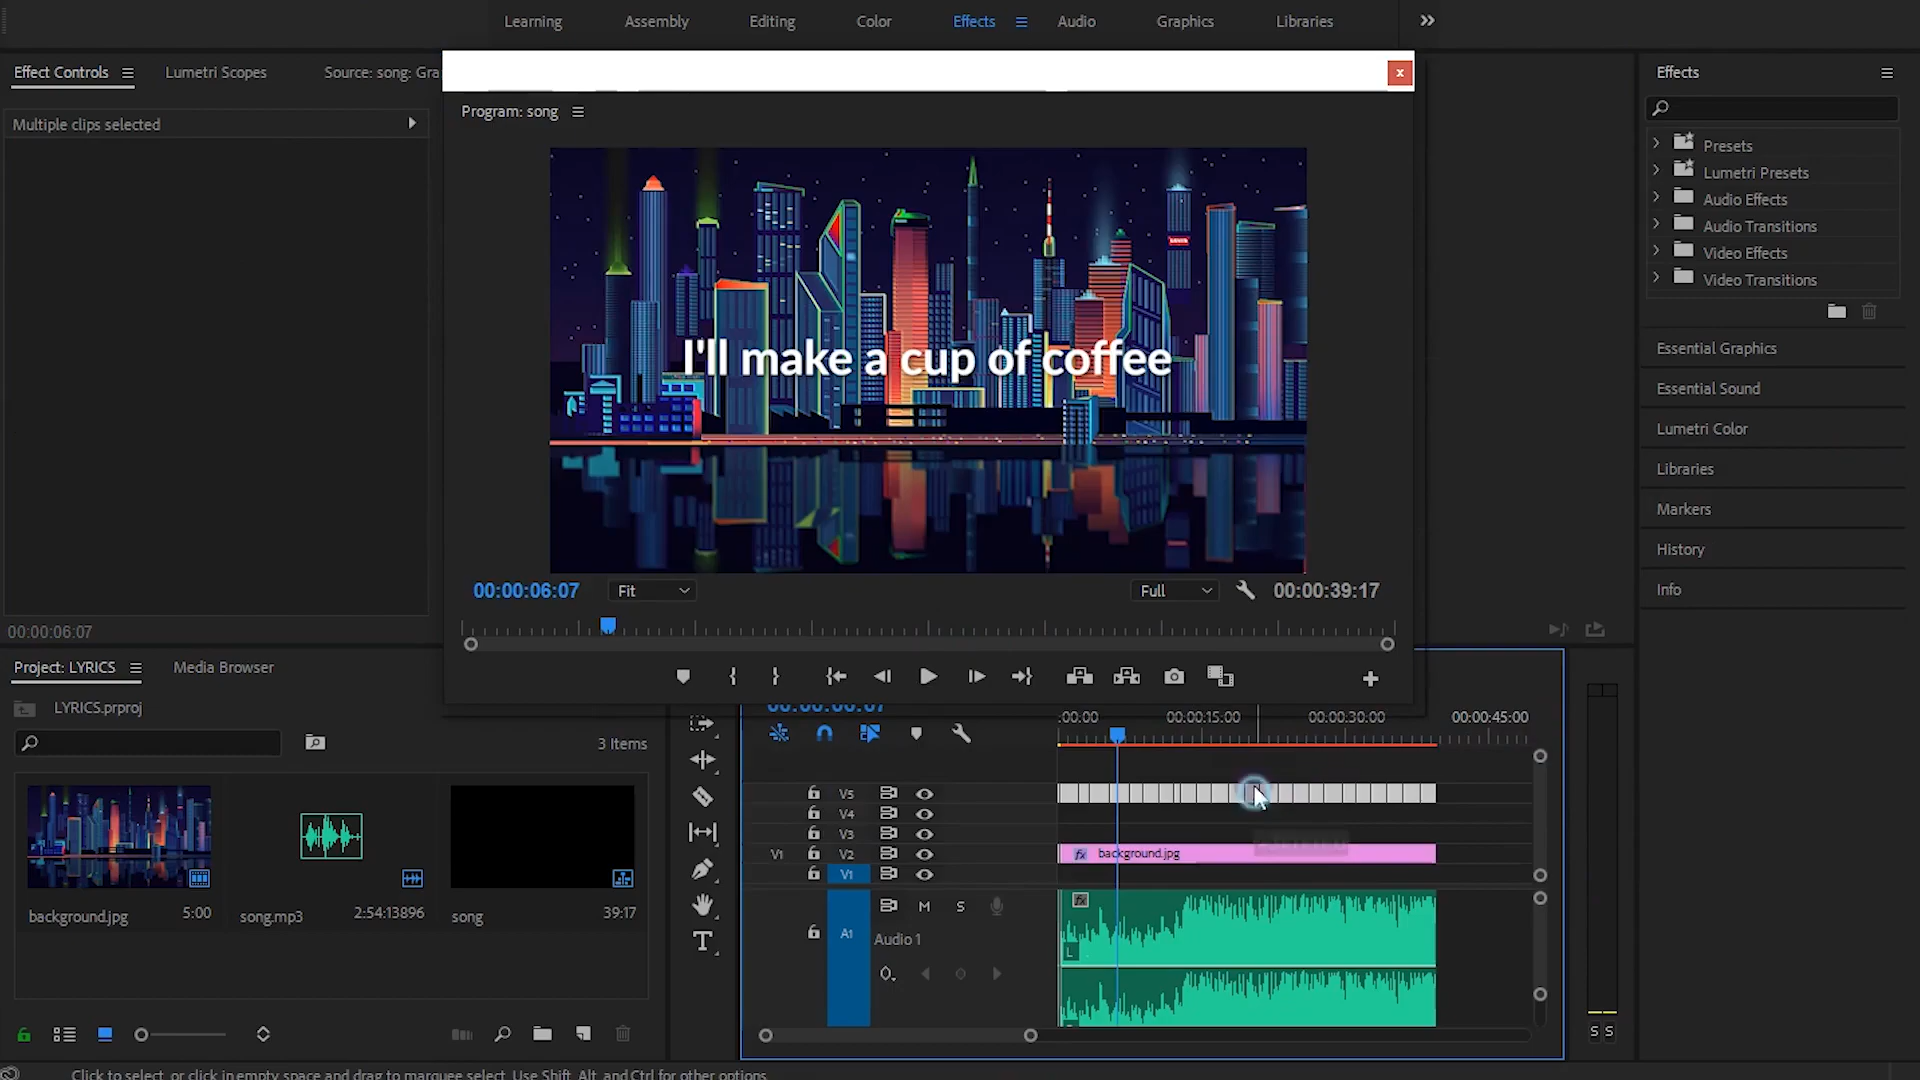 Learning
Assembly
Editing
Color
Effects
Audio
Graphics
Libraries
Effect Controls
Lumetri Scopes
Source: song: Gra
Multiple clips selected
00:00:06:07
x
Program: song
I'll make a cup of coffee
00:00:06:07
Fit
Full
00:00:39:17
Effects
Presets
Lumetri Presets
Audio Effects
Audio Transitions
Video Effects
Video Transitions
Essential Graphics
Essential Sound
Lumetri Color
Libraries
Markers
History
Info
Project: LYRICS
Media Browser
LYRICS.prproj
3 Items
background.jpg
5:00
song.mp3
2:54:13896
song
39:17
T
:00:00
00:00:15:00
00:00:30:00
00:00:45:00
V5
V4
V3
V1
V2
fx
background.jpg
V1
M
S
fx
A1
Audio 1
L
S
S
Click to select, or click in empty space and drag to marquee select. Use Shift, Alt, and Ctrl for other options.